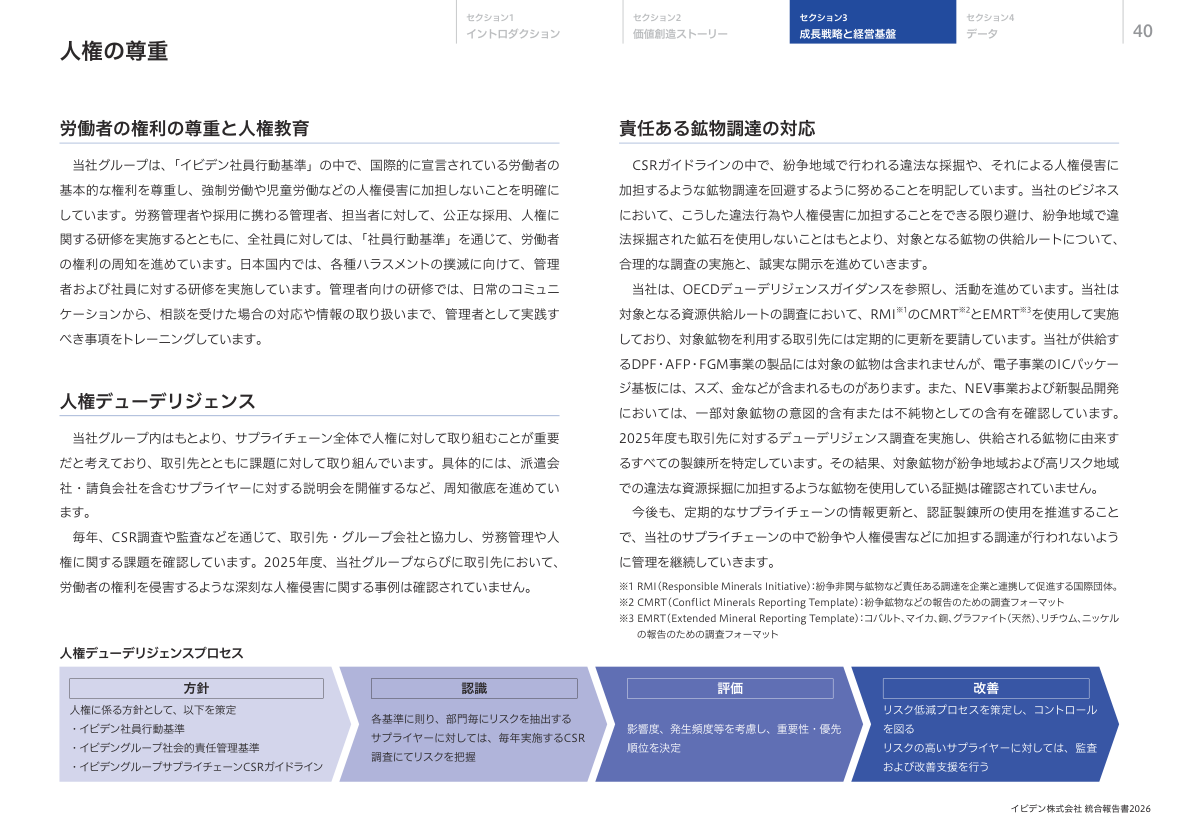 セクション1
イントロダクション
セクション2
価値創造ストーリー
セクション3
成長戦略と経営基盤
セクション4
データ
40
人権の尊重
労働者の権利の尊重と人権教育
当社グループは、「イビデン社員行動基準」の中で、国際的に宣言されている労働者の
基本的な権利を尊重し、強制労働や児童労働などの人権侵害に加担しないことを明確に
しています。労務管理者や採用に携わる管理者、担当者に対して、公正な採用、人権に
関する研修を実施するとともに、全社員に対しては、「社員行動基準」を通じて、労働者
の権利の周知を進めています。日本国内では、各種ハラスメントの撲滅に向けて、管理
者および社員に対する研修を実施しています。管理者向けの研修では、日常のコミュニ
ケーションから、相談を受けた場合の対応や情報の取り扱いまで、管理者として実践す
べき事項をトレーニングしています。
人権デューデリジェンス
当社グループ内はもとより、サプライチェーン全体で人権に対して取り組むことが重要
だと考えており、取引先とともに課題に対して取り組んでいます。具体的には、派遣会
社・請負会社を含むサプライヤーに対する説明会を開催するなど、周知徹底を進めてい
ます。
毎年、CSR調査や監査などを通じて、取引先・グループ会社と協力し、労務管理や人
権に関する課題を確認しています。2025年度、当社グループならびに取引先において、
労働者の権利を侵害するような深刻な人権侵害に関する事例は確認されていません。
責任ある鉱物調達の対応
CSRガイドラインの中で、紛争地域で行われる違法な採掘や、それによる人権侵害に
加担するような鉱物調達を回避するように努めることを明記しています。当社のビジネス
において、こうした違法行為や人権侵害に加担することをできる限り避け、紛争地域で違
法採掘された鉱石を使用しないことはもとより、対象となる鉱物の供給ルートについて、
合理的な調査の実施と、誠実な開示を進めていきます。
当社は、OECDデューデリジェンスガイダンスを参照し、活動を進めています。当社は
対象となる資源供給ルートの調査において、RMI※1のCMRT※2とEMRT※3を使用して実施
しており、対象鉱物を利用する取引先には定期的に更新を要請しています。当社が供給す
るDPF・AFP・FGM事業の製品には対象の鉱物は含まれませんが、電子事業のICパッケー
ジ基板には、スズ、金などが含まれるものがあります。また、NEV事業および新製品開発
においては、一部対象鉱物の意図的含有または不純物としての含有を確認しています。
2025年度も取引先に対するデューデリジェンス調査を実施し、供給される鉱物に由来す
るすべての製錬所を特定しています。その結果、対象鉱物が紛争地域および高リスク地域
での違法な資源採掘に加担するような鉱物を使用している証拠は確認されていません。
今後も、定期的なサプライチェーンの情報更新と、認証製錬所の使用を推進すること
で、当社のサプライチェーンの中で紛争や人権侵害などに加担する調達が行われないよう
に管理を継続していきます。
※1 RMI（Responsible Minerals Initiative）：紛争非関与鉱物など責任ある調達を企業と連携して促進する国際団体。
※2 CMRT（Conflict Minerals Reporting Template）：紛争鉱物などの報告のための調査フォーマット
※3 EMRT（Extended Mineral Reporting Template）：コバルト、マイカ、銅、グラファイト（天然）、リチウム、ニッケル
の報告のための調査フォーマット
人権デューデリジェンスプロセス
方針
人権に係る方針として、以下を策定
・イビデン社員行動基準
・イビデングループ社会的責任管理基準
・イビデングループサプライチェーンCSRガイドライン
認識
各基準に則り、部門毎にリスクを抽出する
サプライヤーに対しては、毎年実施するCSR
調査にてリスクを把握
評価
影響度、発生頻度等を考慮し、重要性・優先
順位を決定
改善
リスク低減プロセスを策定し、コントロール
を図る
リスクの高いサプライヤーに対しては、監査
および改善支援を行う
イビデン株式会社 統合報告書2026